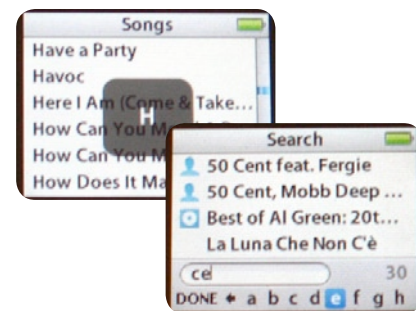 Songs
Have a Party
Havoc
Here I Am (Come & Take...
H
How Can You M
How Can You M
How Does It Ma
Search
50 Cent feat. Fergie
50 Cent, Mobb Deep ...
Best of Al Green: 20t...
La Luna Che Non C'è
ce 30
DONE a b c d e f g h